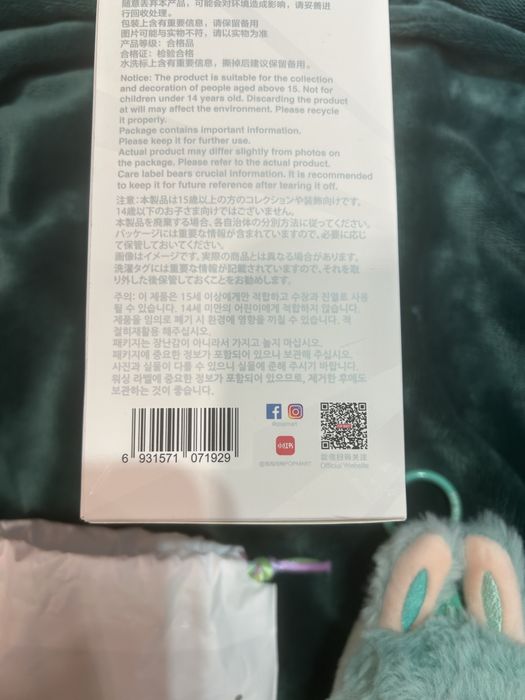 随意丢弃本产品，可能会对环境造成影响，请妥善进
行回收处理。
包装上含有重要信息，请保留备用
图片可能与实物不符，请以实物为准
产品等级：合格品
合格证：检验合格
水洗标上含有重要信息，撕掉后建议保留备用。
Notice: The product is suitable for the collection
and decoration of people aged above 15. Not for
children under 14 years old. Discarding the product
at will may affect the environment. Please recycle
it properly.
Package contains important information.
Please keep it for further use.
Actual product may differ slightly from photos on
the package. Please refer to the actual product.
Care label bears crucial information. It is recommended
to keep it for future reference after tearing it off.
注意：本製品は15歳以上の方のコレクションや装飾向けです。
14歳以下のお子さま向けではございません。
本製品を廃棄する場合、各自治体の分別方法に従ってください。
パッケージには重要な情報が含まれていますので、必要に応じ
て保管しておいてください。
画像はイメージです。実際の商品とは異なる場合があります。
洗濯タグには重要な情報が記載されていますので、それを取
り外した後保管しておくことをお勧めします。
주의: 이 제품은 15세 이상에게만 적합하고 수장과 진열로 사용
될 수 있습니다. 14세 미만의 어린이에게 적합하지 않습니다.
제품을 임의로 폐기 시 환경에 영향을 끼칠 수 있습니다. 적
절히재활용 해주십시오.
패키지는 장난감이 아니라서 가지고 놀지 마십시오.
패키지에 중요한 정보가 포함되어 있으니 보관해 주십시오.
사진과 실물이 다를 수 있으니 실물에 준해 주시기 바랍니다.
워싱 라벨에 중요한 정보가 포함되어 있으므로, 제거한 후에도
보관하는 것이 좋습니다.
6 931571 071929
@popmart
小红书
@泡泡玛特POPMART
微信扫码关注
Official Website